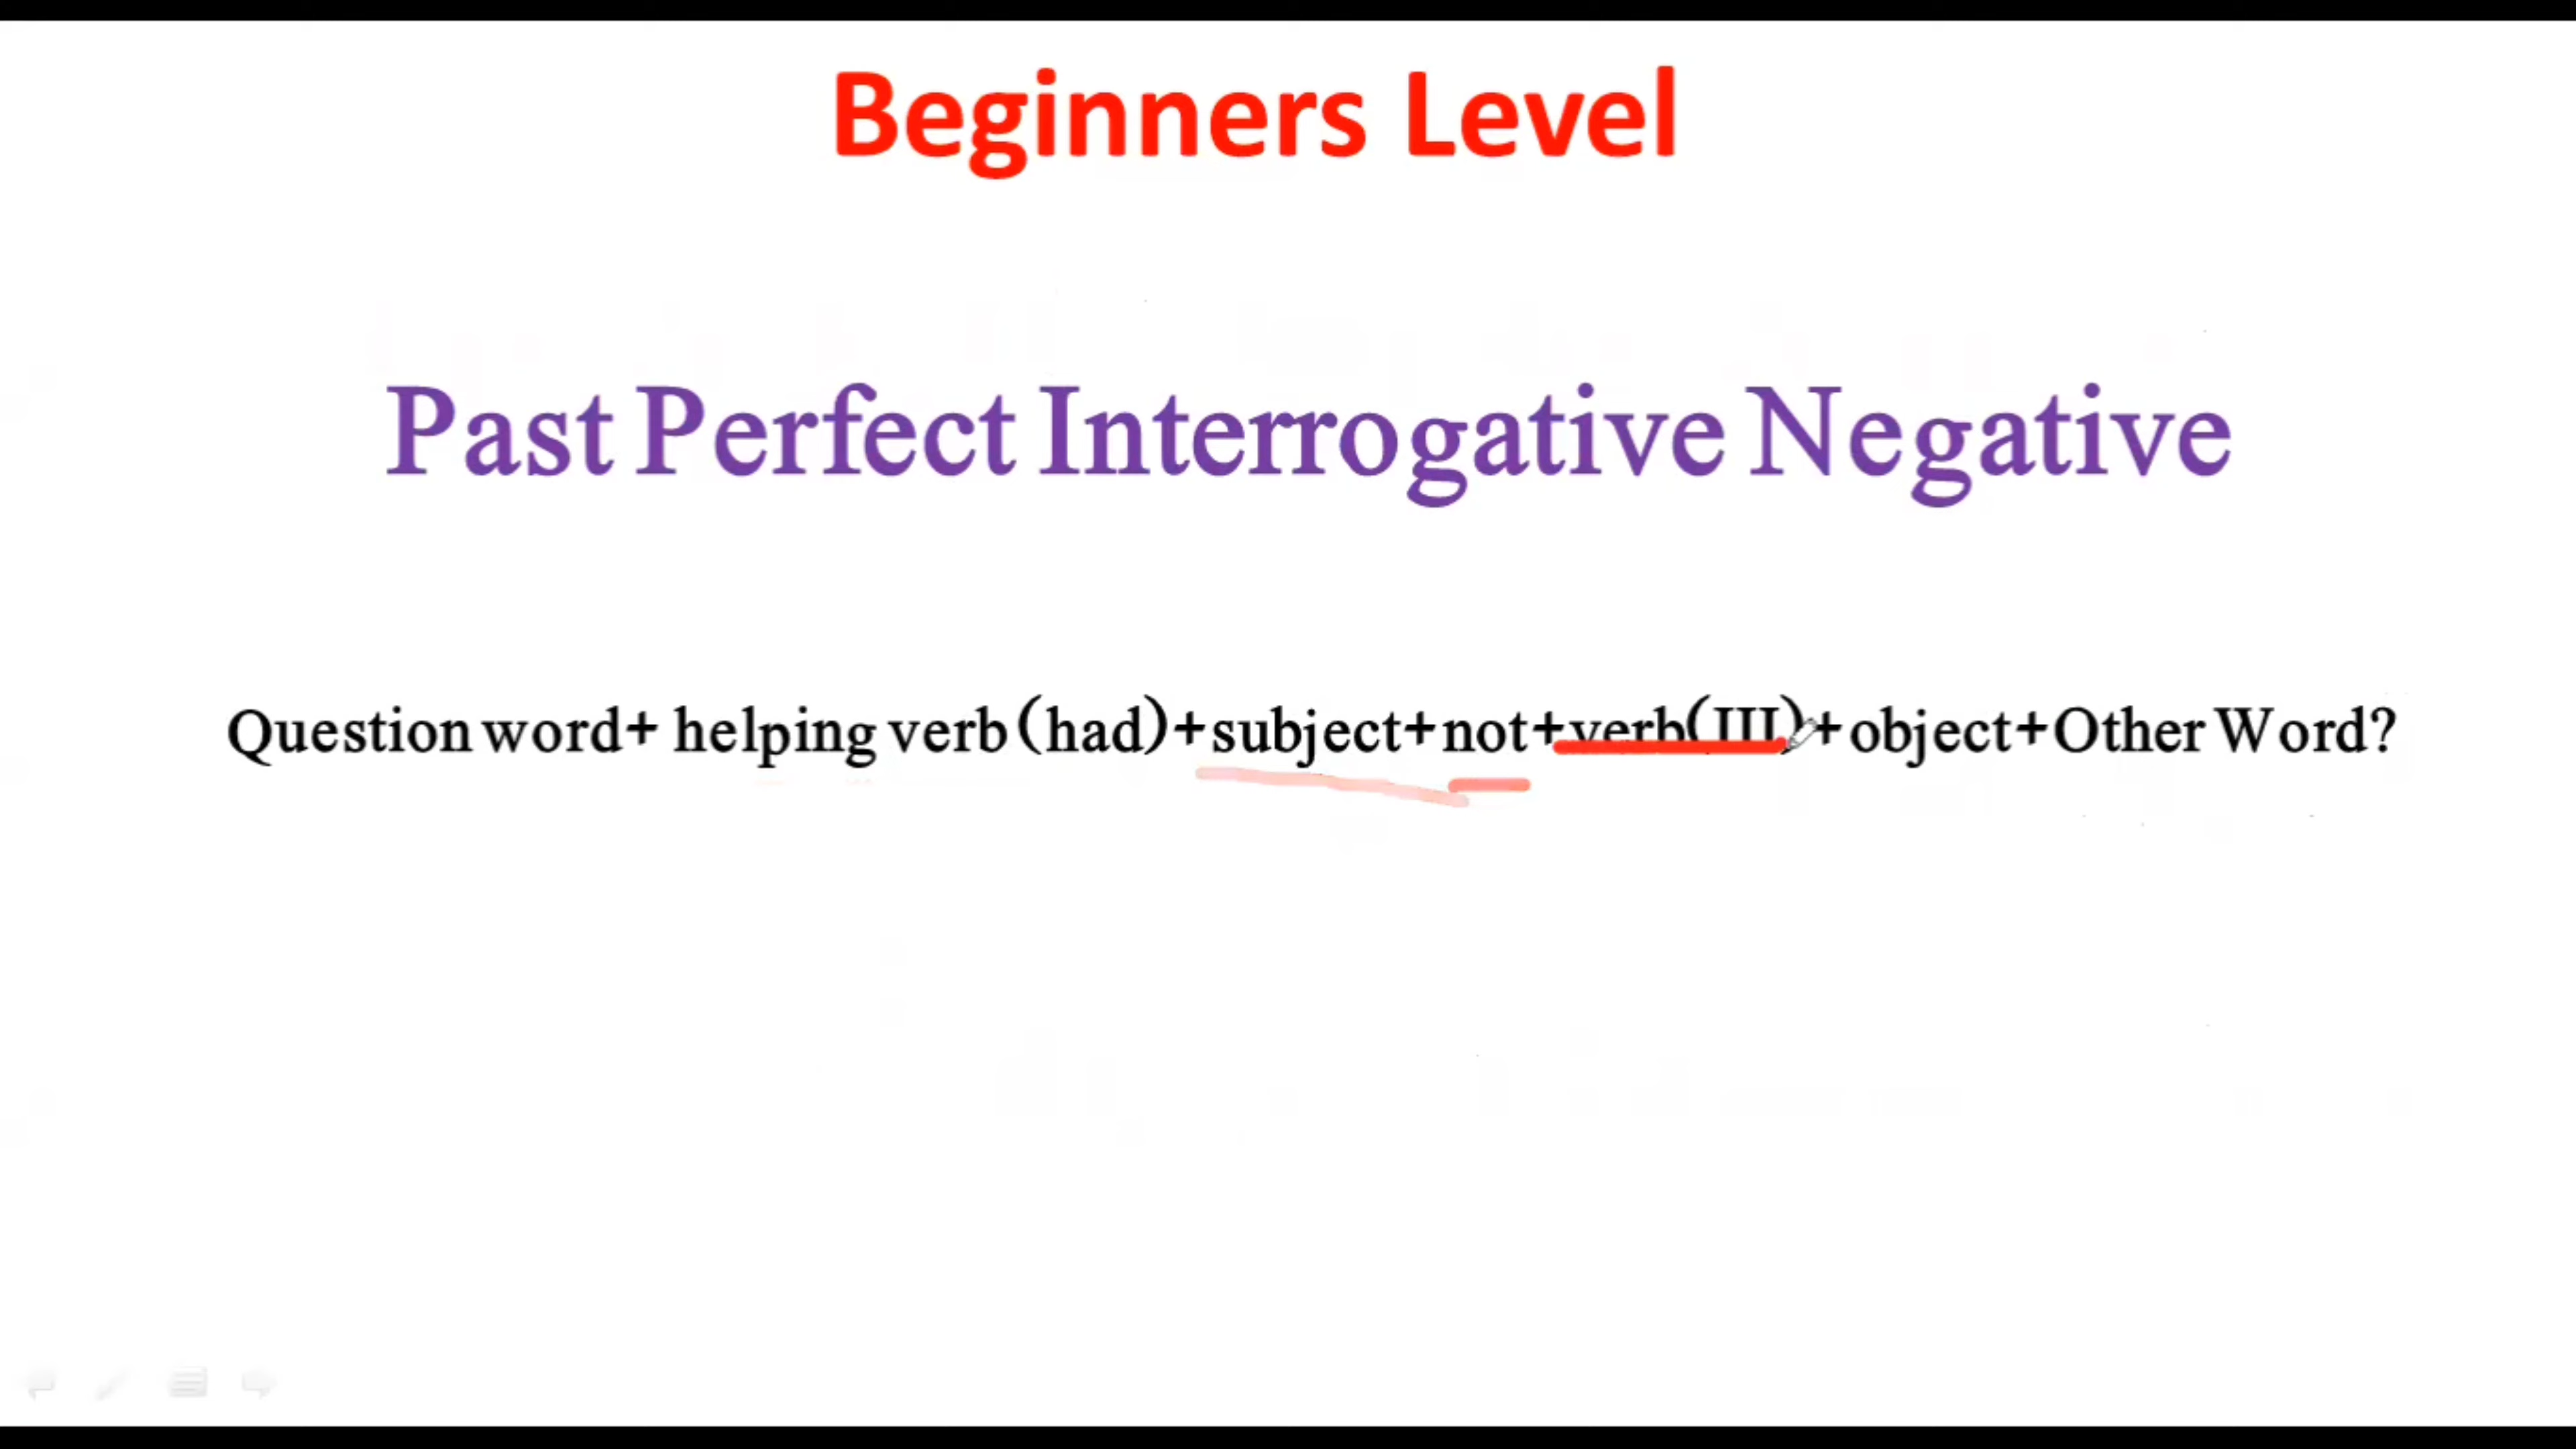 Beginners Level
Past Perfect Interrogative Negative
Question word+ helping verb (had)+subject+not+verb(III)+object+Other Word?